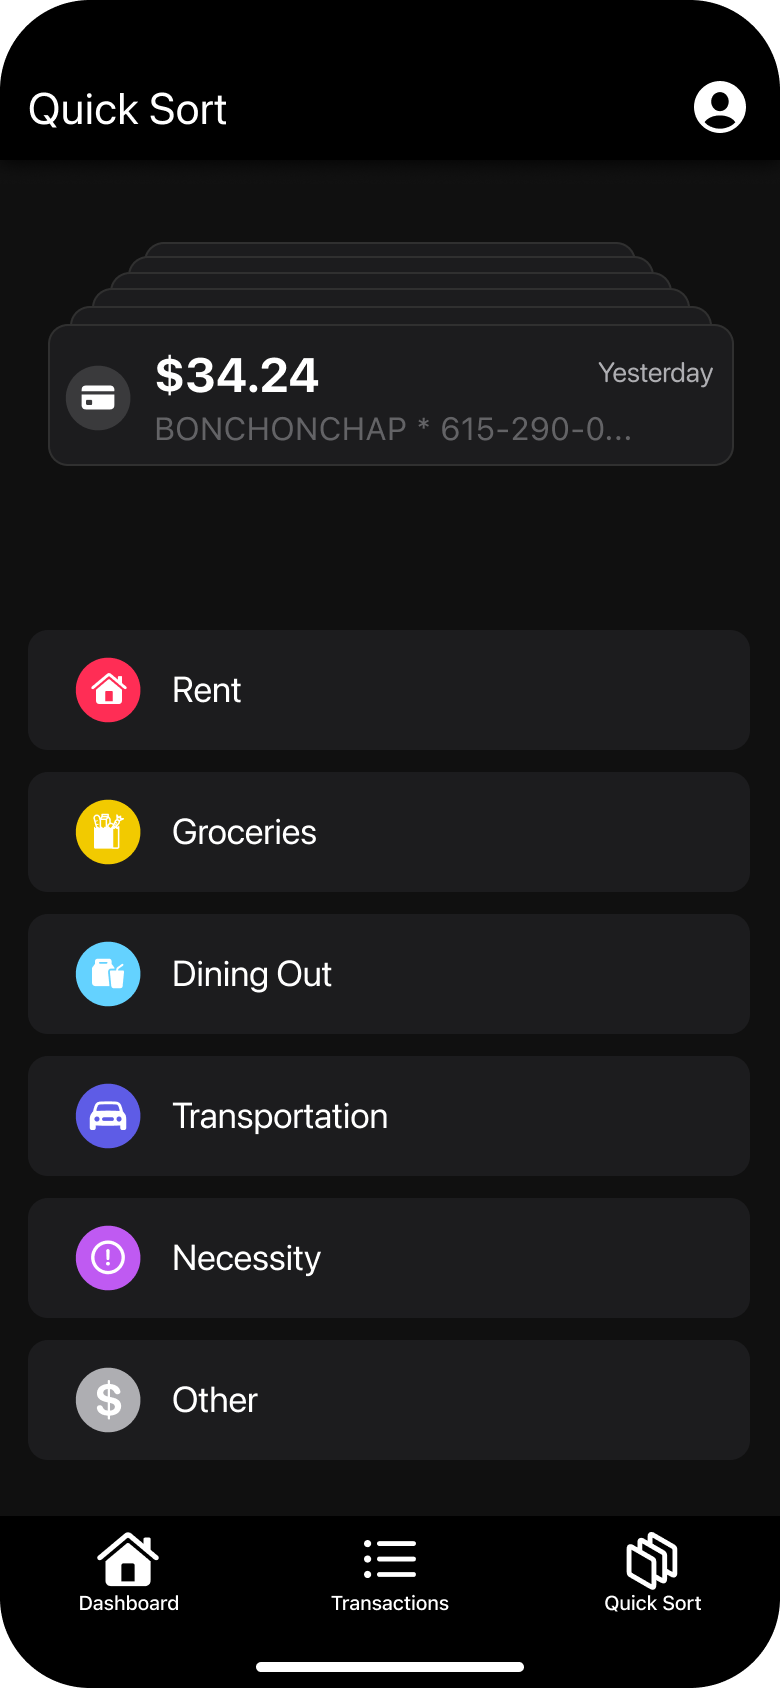 Quick Sort
$34.24
Yesterday
BONCHONCHAP * 615-290-0...
Rent
Groceries
Dining Out
Transportation
Necessity
$
Other
Dashboard
Transactions
Quick Sort